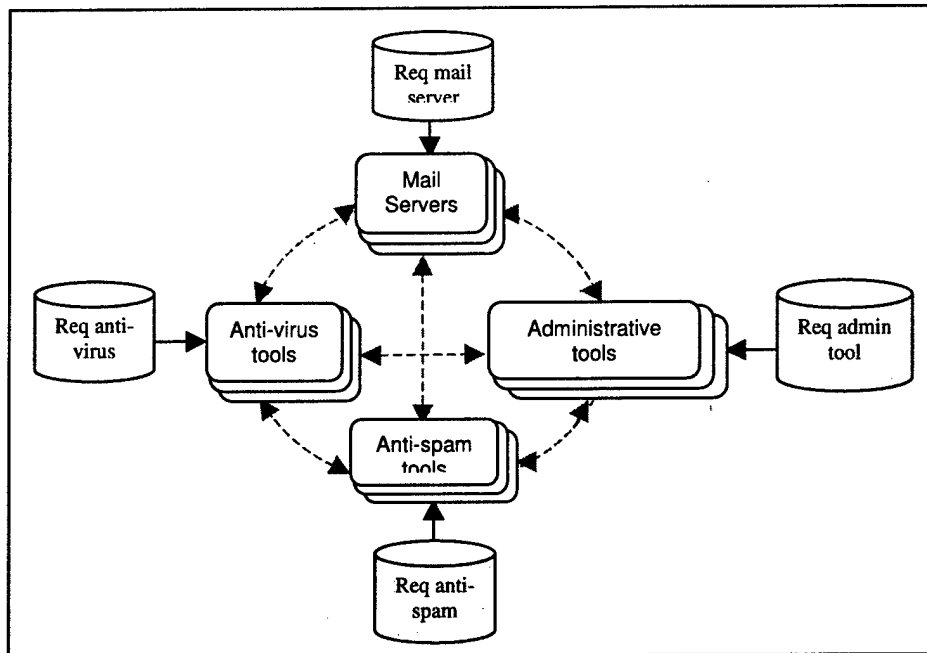 Req mail
server
Mail
Servers
Req anti-
virus
Anti-virus
tools
Administrative
tools
Req admin
tool
Anti-spam
tools
Req anti-
spam